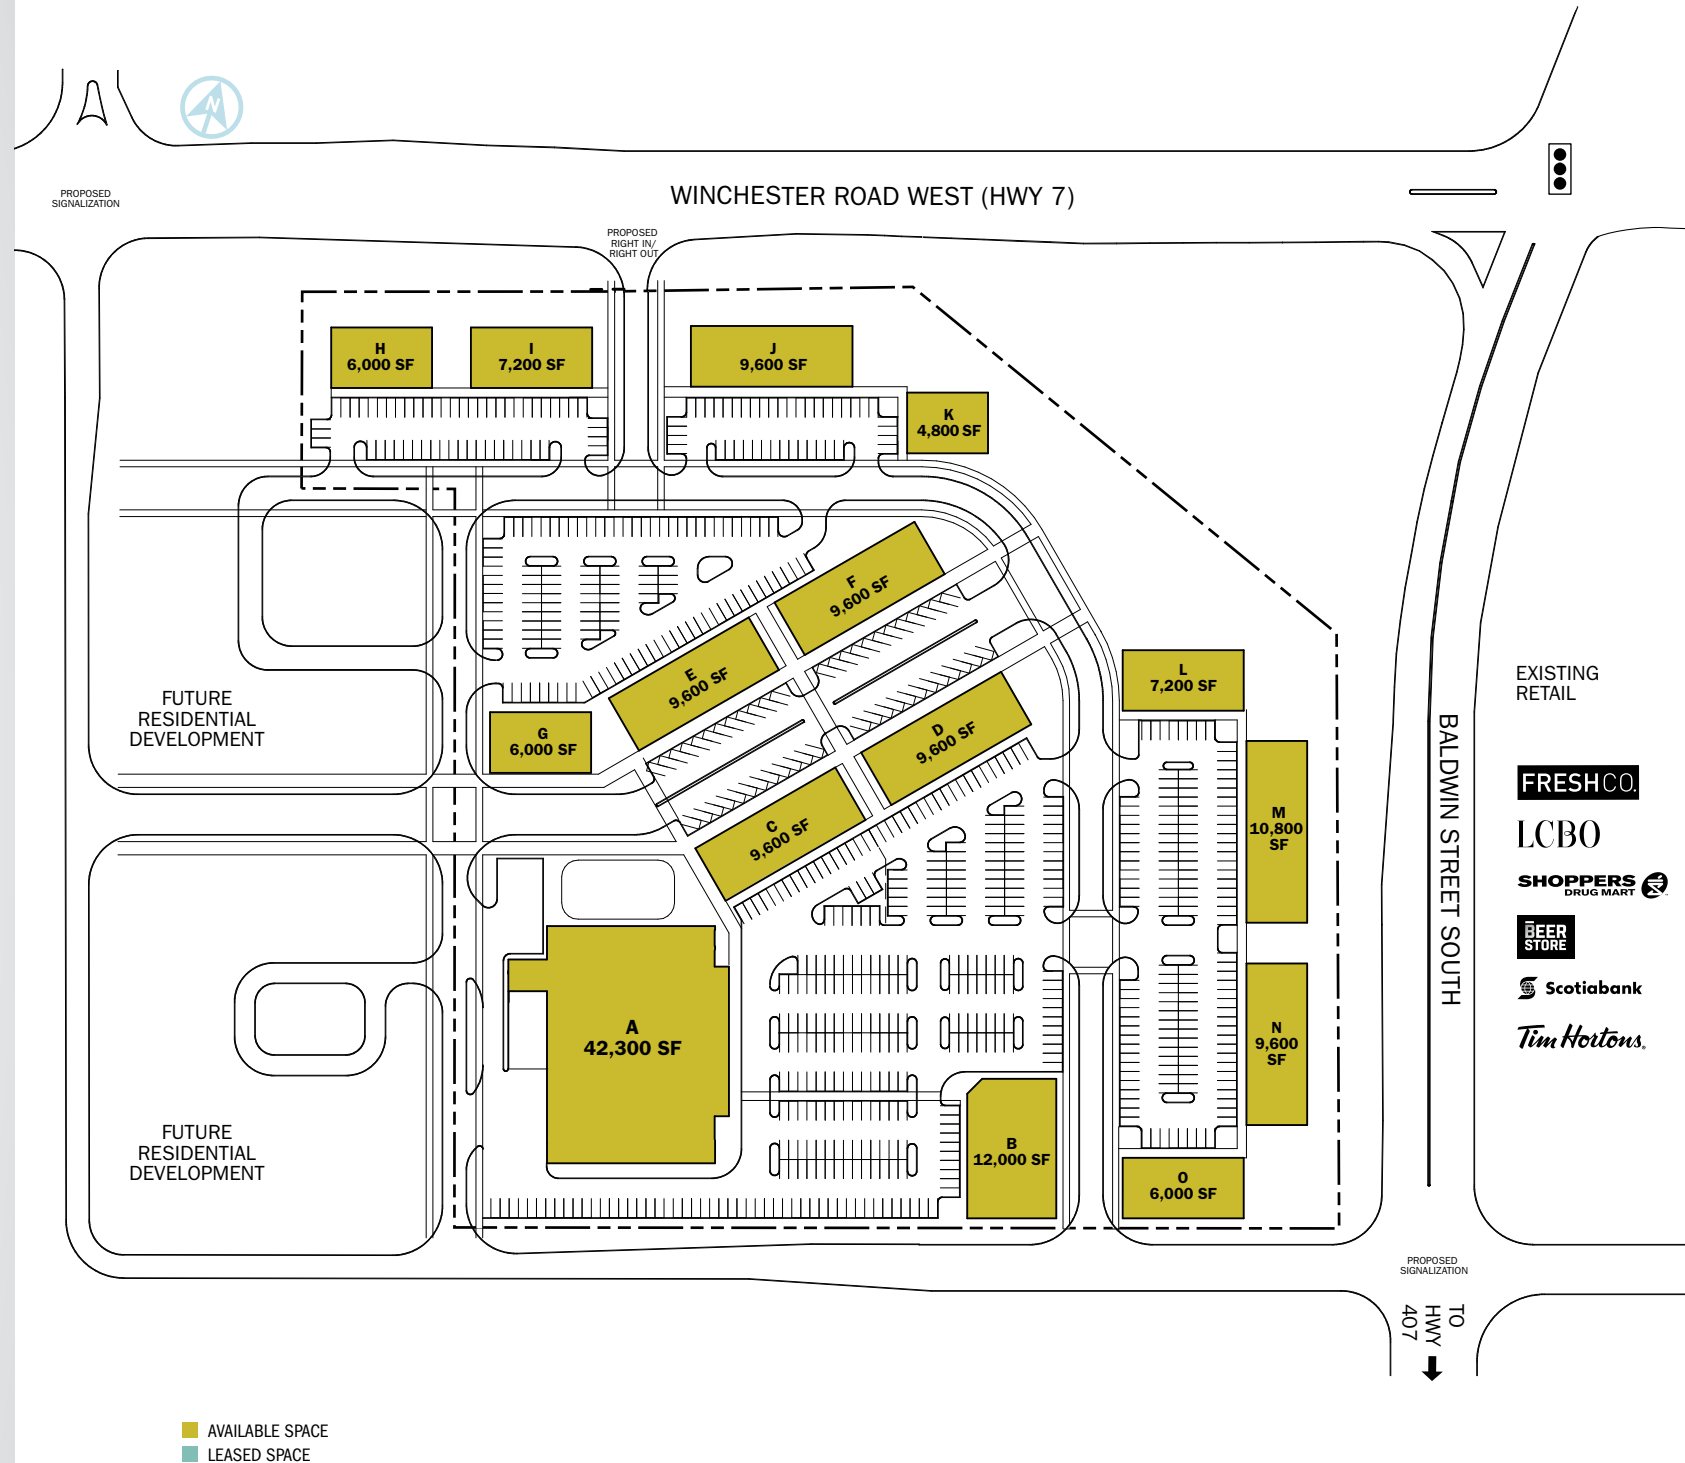 N
PROPOSED
SIGNALIZATION
WINCHESTER ROAD WEST (HWY 7)
PROPOSED
RIGHT IN/
RIGHT OUT
H
6,000 SF
I
7,200 SF
J
9,600 SF
K
4,800 SF
F
9,600 SF
E
9,600 SF
G
6,000 SF
D
9,600 SF
C
9,600 SF
L
7,200 SF
M
10,800
SF
N
9,600
SF
O
6,000 SF
A
42,300 SF
B
12,000 SF
FUTURE
RESIDENTIAL
DEVELOPMENT
FUTURE
RESIDENTIAL
DEVELOPMENT
BALDWIN STREET SOUTH
EXISTING
RETAIL
FRESHCO.
LCBO
SHOPPERS
DRUG MART
BEER
STORE
Scotiabank
Tim Hortons.
PROPOSED
SIGNALIZATION
TO
HWY
407
AVAILABLE SPACE
LEASED SPACE